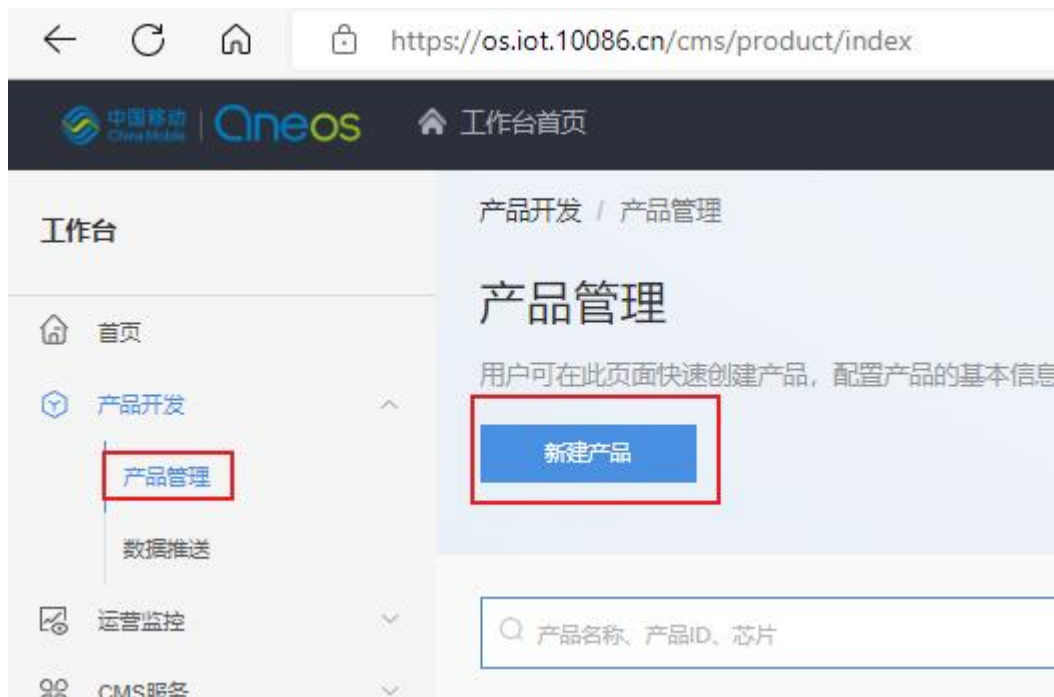 https://os.iot.10086.cn/cms/product/index
中国移动
China Mobile
OneOS
工作台首页
工作台
产品开发 / 产品管理
产品管理
首页
用户可在此页面快速创建产品，配置产品的基本信息
产品开发
新建产品
产品管理
数据推送
运营监控
产品名称、产品ID、芯片
CMS服务